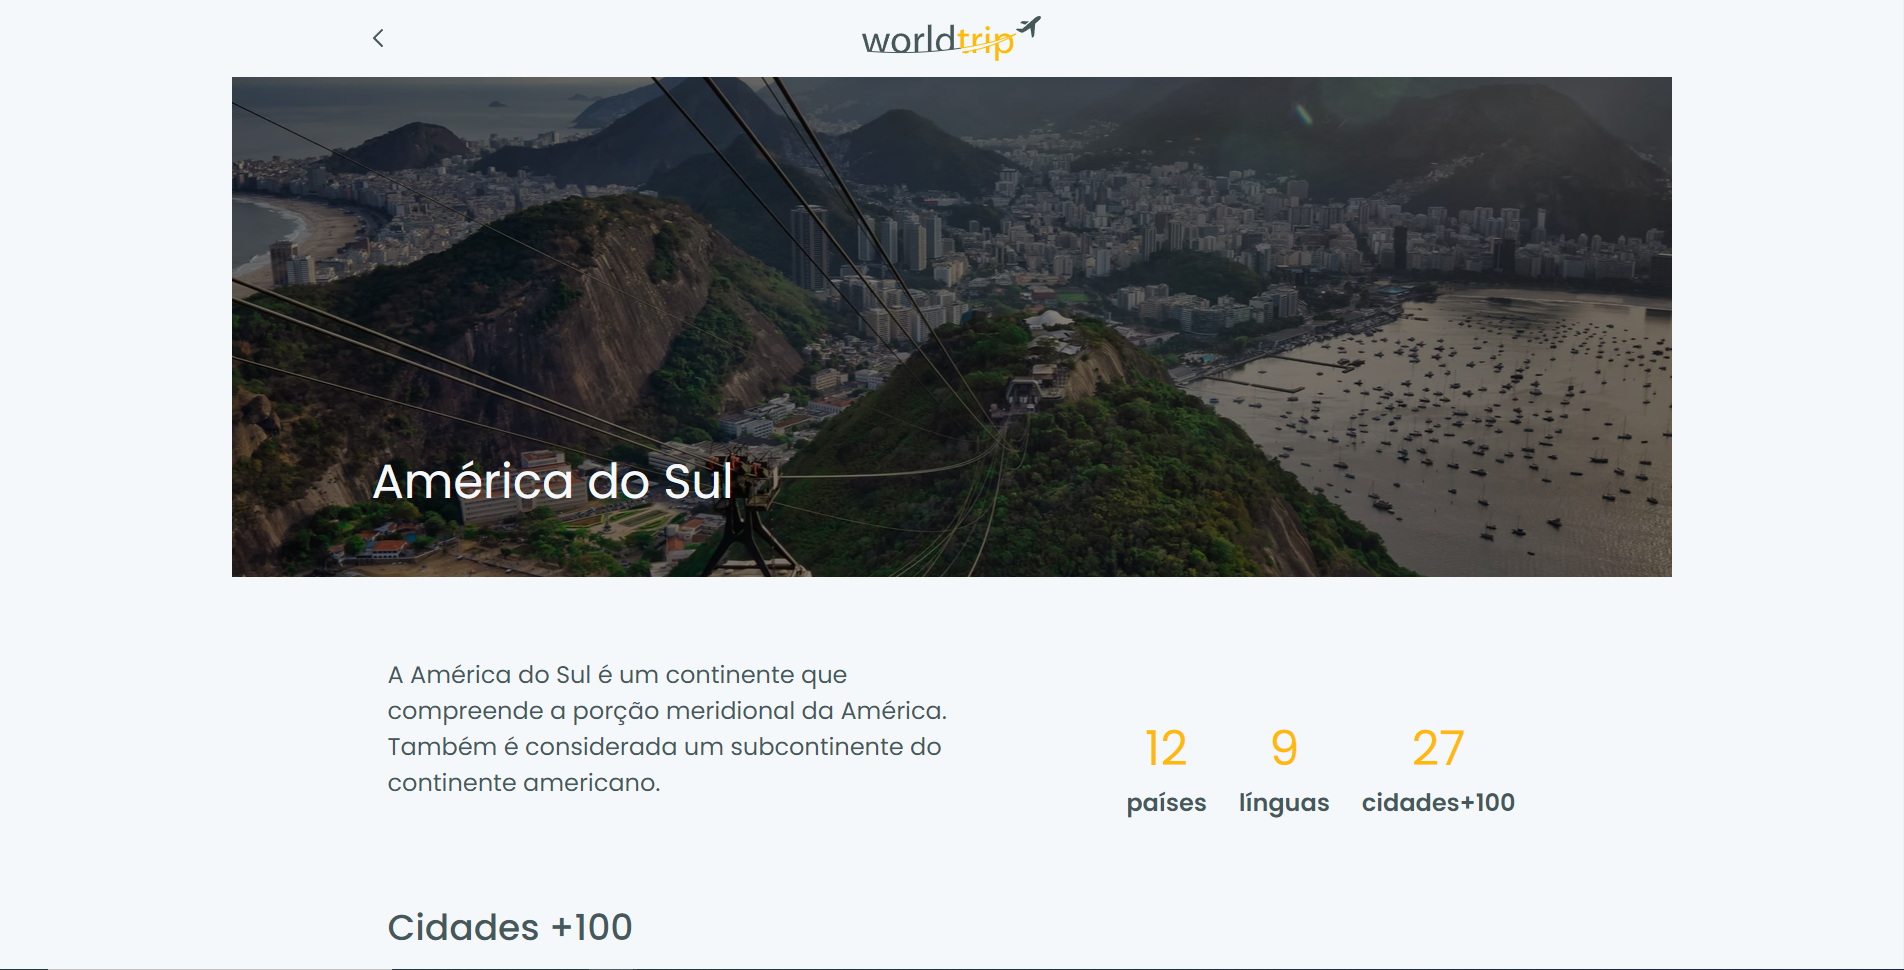 worldtrip
América do Sul
A América do Sul é um continente que
compreende a porção meridional da América.
Também é considerada um subcontinente do
continente americano.
12 9 27
países línguas cidades+100
Cidades +100